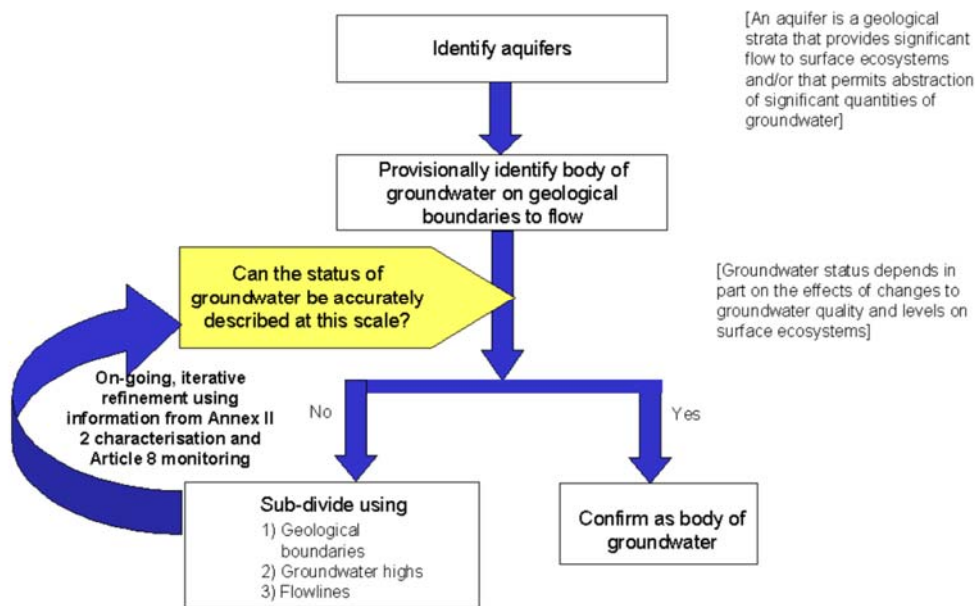 Identify aquifers
[An aquifer is a geological
strata that provides significant
flow to surface ecosystems
and/or that permits abstraction
of significant quantities of
groundwater]
Provisionally identify body of
groundwater on geological
boundaries to flow
Can the status of
groundwater be accurately
described at this scale?
[Groundwater status depends in
part on the effects of changes to
groundwater quality and levels on
surface ecosystems]
On-going, iterative
refinement using
information from Annex II
2 characterisation and
Article 8 monitoring
No
Yes
Sub-divide using
1) Geological
boundaries
2) Groundwater highs
3) Flowlines
Confirm as body of
groundwater